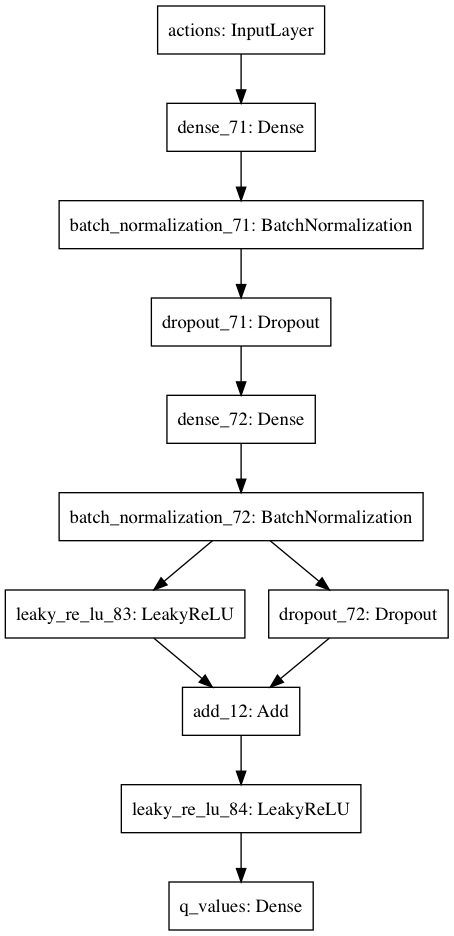 actions: InputLayer
dense_71: Dense
batch_normalization_71: BatchNormalization
dropout_71: Dropout
dense_72: Dense
batch_normalization_72: BatchNormalization
leaky_re_lu_83: LeakyReLU
dropout_72: Dropout
add_12: Add
leaky_re_lu_84: LeakyReLU
q_values: Dense